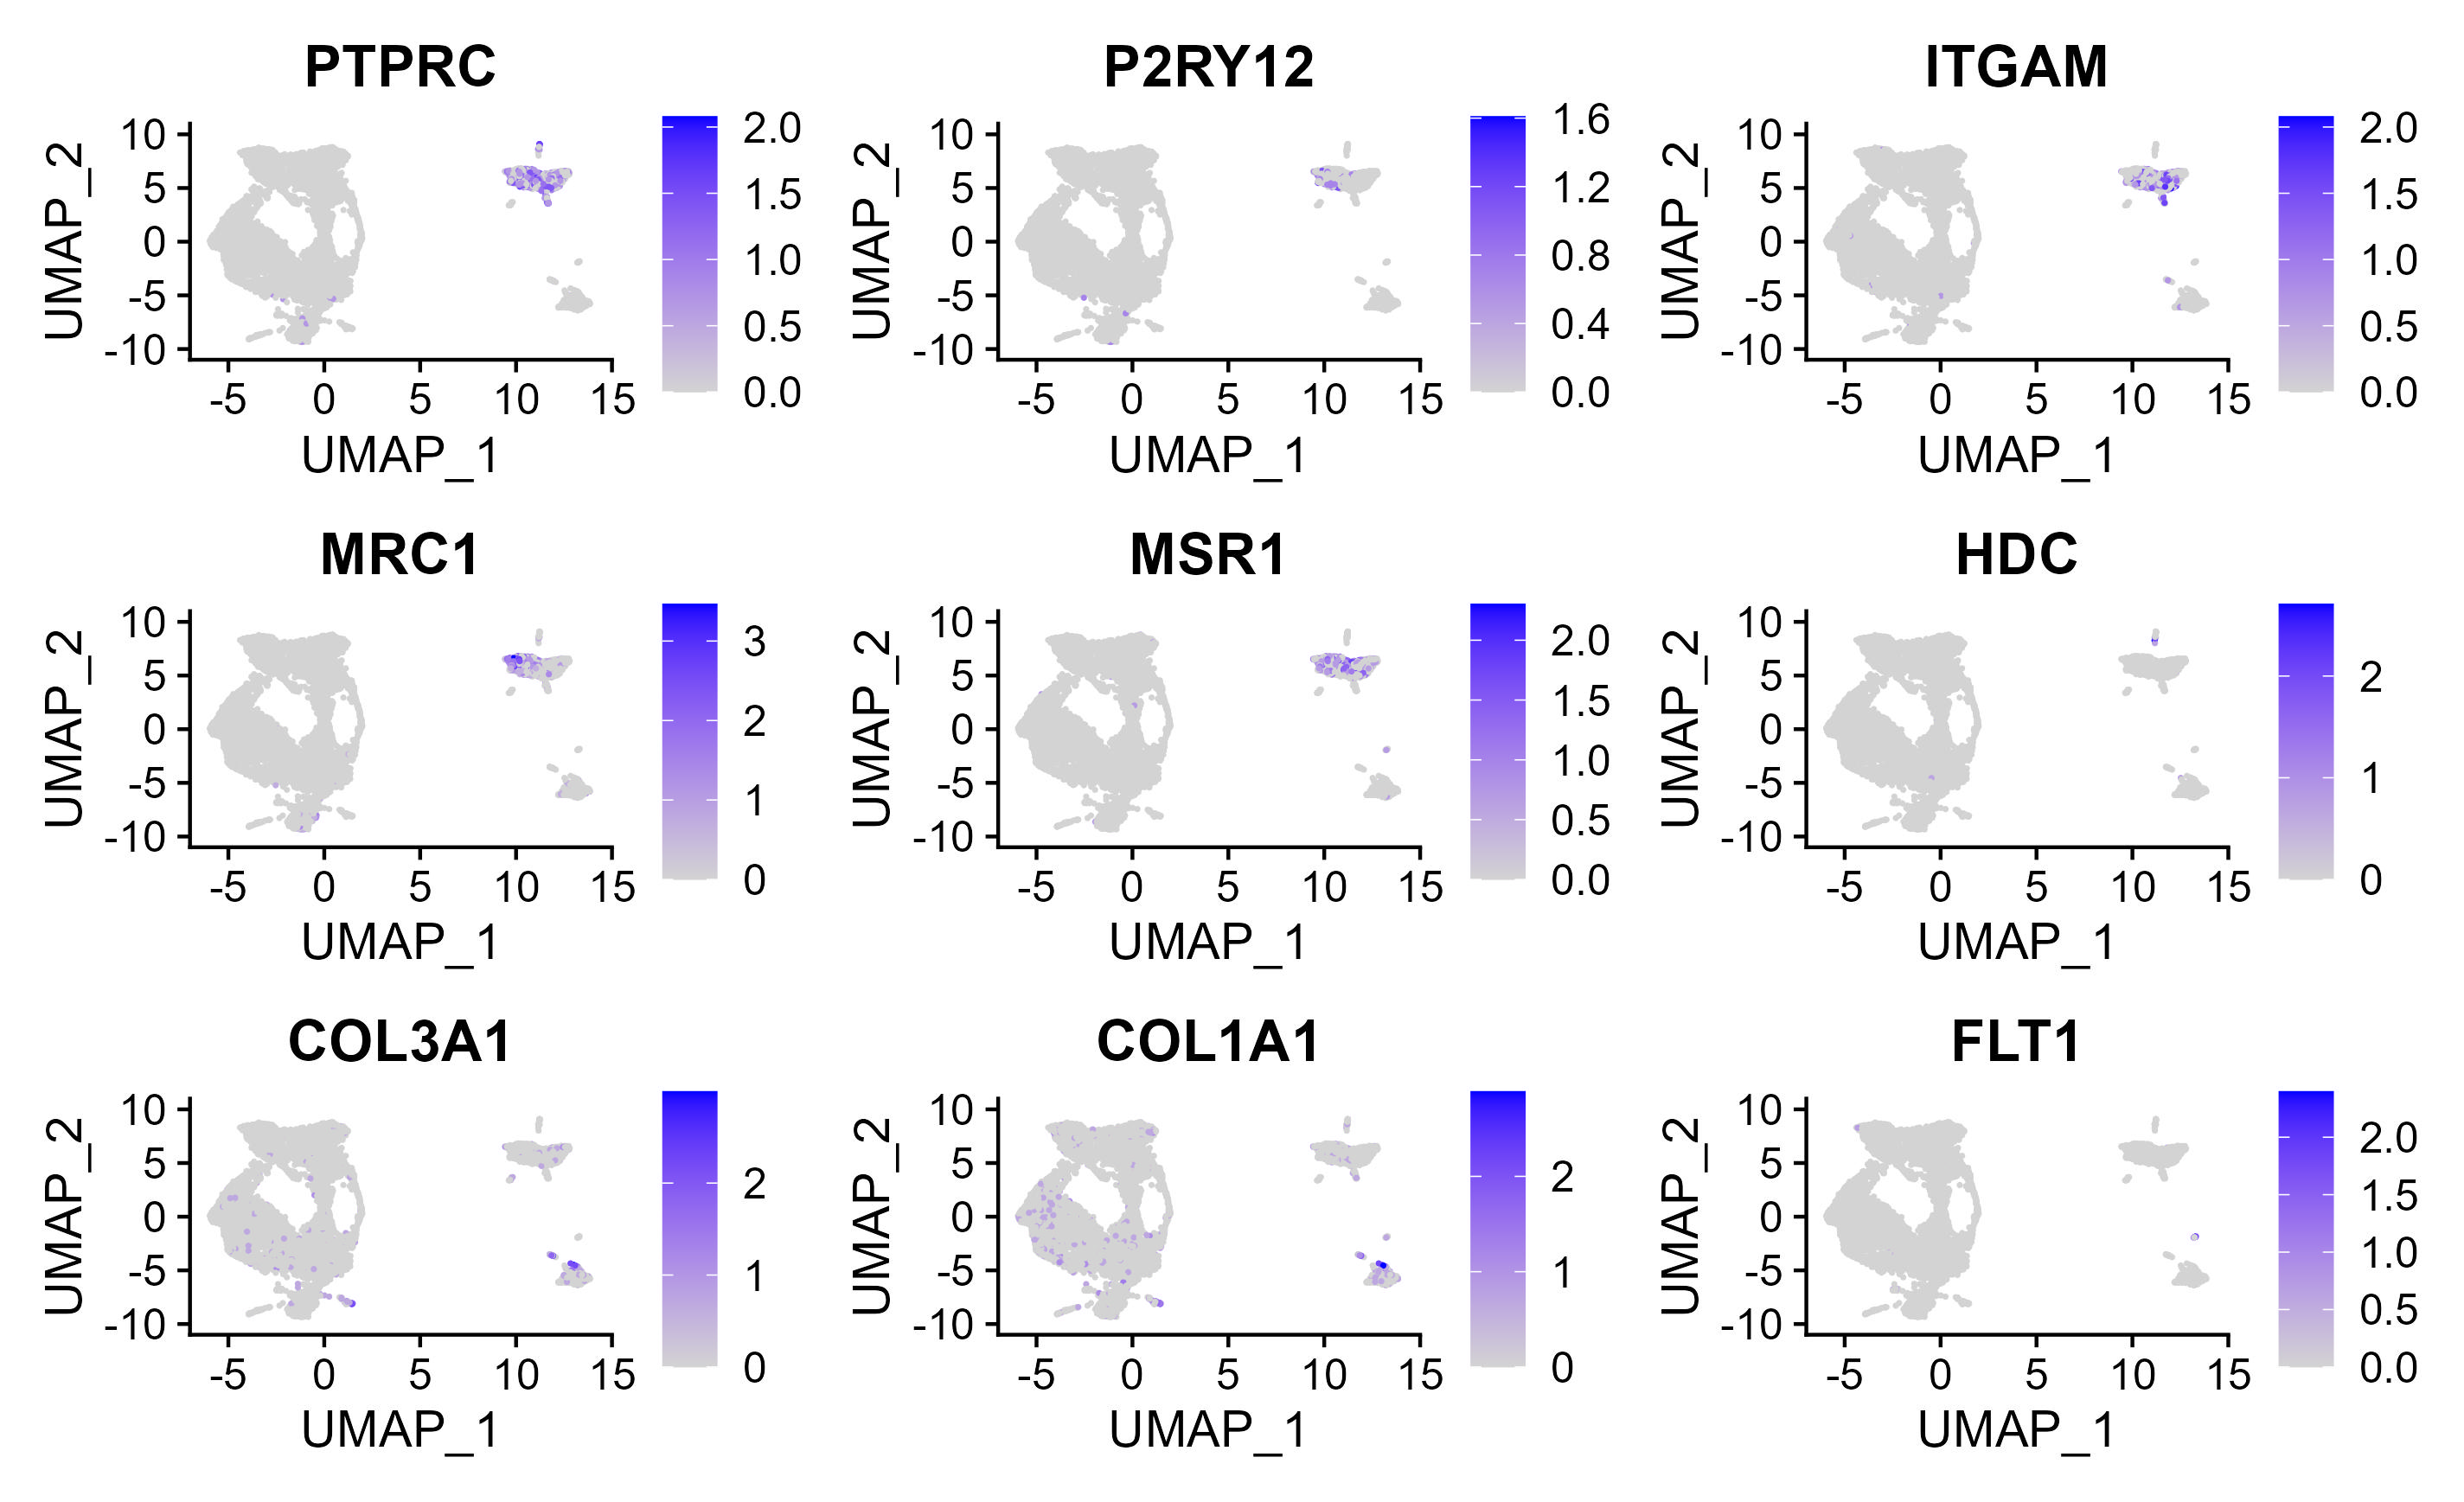 PTPRC P2RY12 ITGAM
10 2.0 10 1.6 10 2.0
5 1.5 5 1.2 5 1.5
UMAP_2 0 1.0 UMAP_2 0 0.8 UMAP_2 0 1.0
-5 0.5 -5 0.4 -5 0.5
-10 0.0 -10 0.0 -10 0.0
-5 0 5 10 15 -5 0 5 10 15 -5 0 5 10 15
UMAP_1 UMAP_1 UMAP_1
MRC1 MSR1 HDC
10 3 10 2.0 10
5 2 5 1.5 5 2
UMAP_2 0 UMAP_2 0 1.0 UMAP_2 0
-5 1 -5 0.5 -5 1
-10 0 -10 0.0 -10 0
-5 0 5 10 15 -5 0 5 10 15 -5 0 5 10 15
UMAP_1 UMAP_1 UMAP_1
COL3A1 COL1A1 FLT1
10 10 10 2.0
5 2 5 2 5 1.5
UMAP_2 0 UMAP_2 0 UMAP_2 0 1.0
-5 1 -5 1 -5 0.5
-10 0 -10 0 -10 0.0
-5 0 5 10 15 -5 0 5 10 15 -5 0 5 10 15
UMAP_1 UMAP_1 UMAP_1